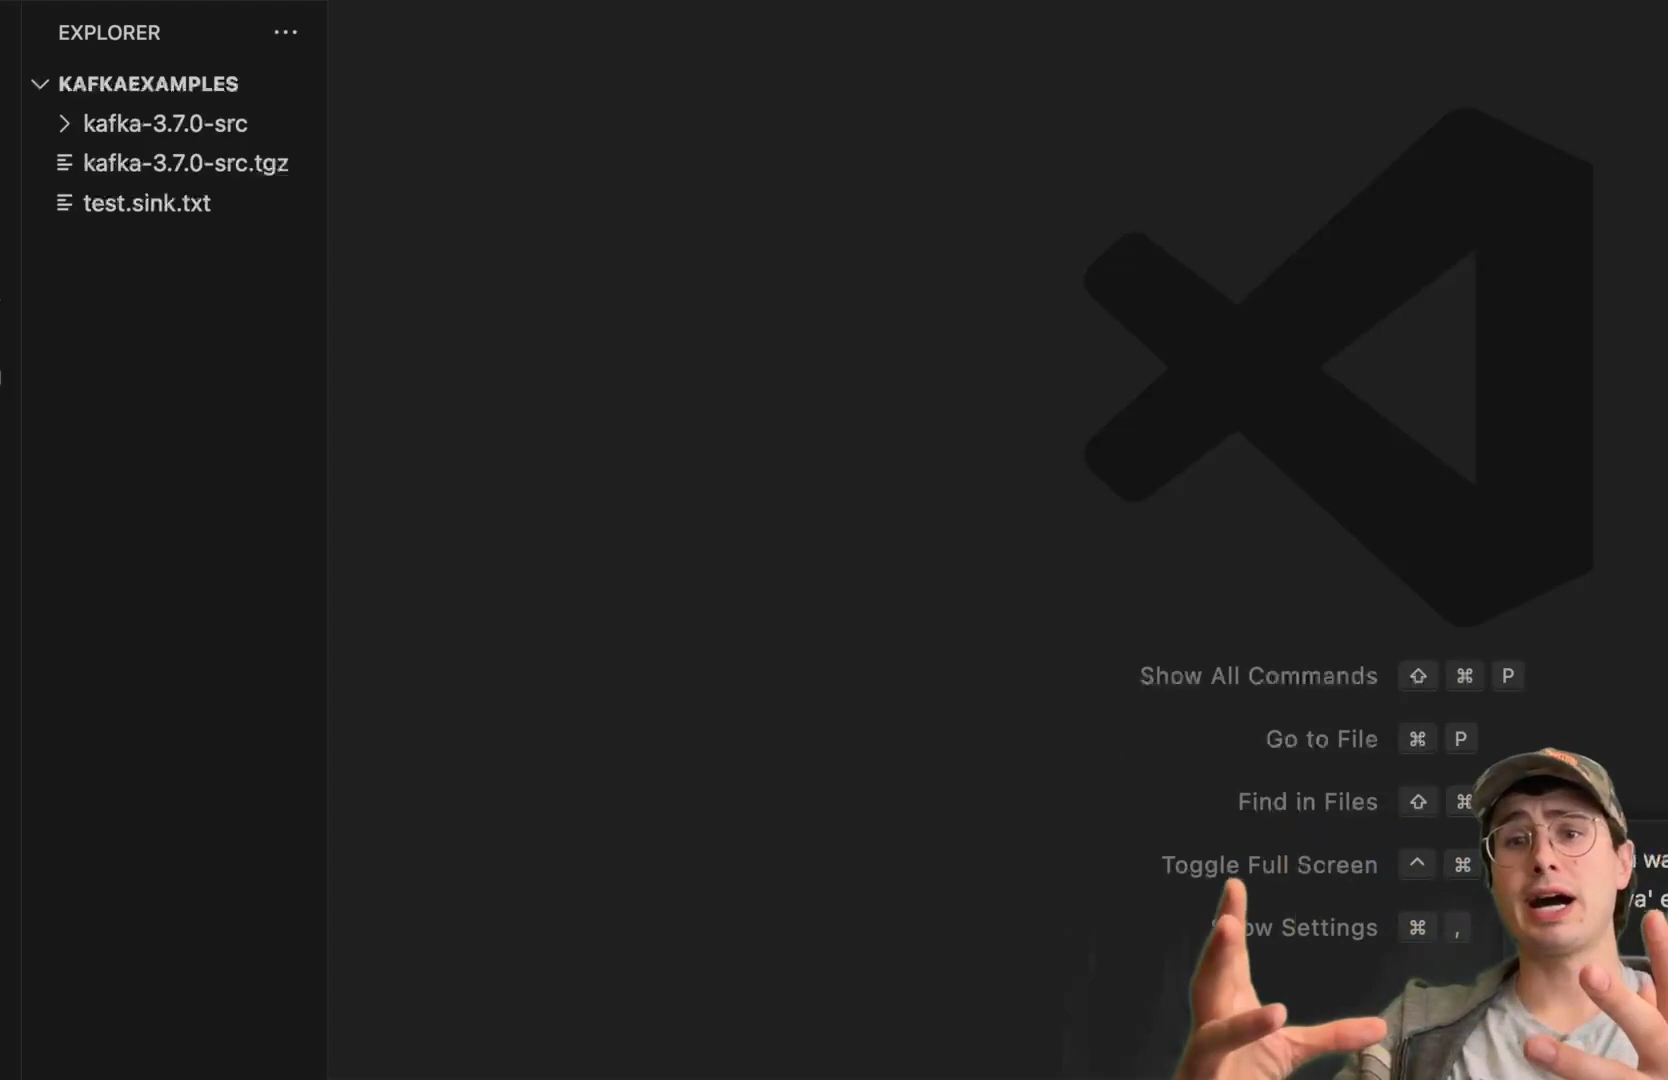 EXPLORER
KAFKAEXAMPLES
kafka-3.7.0-src
kafka-3.7.0-src.tgz
test.sink.txt
Show All Commands ⇧ ⌘ P
Go to File ⌘ P
Find in Files ⇧ ⌘
Toggle Full Screen ^ ⌘
Settings ⌘ ,